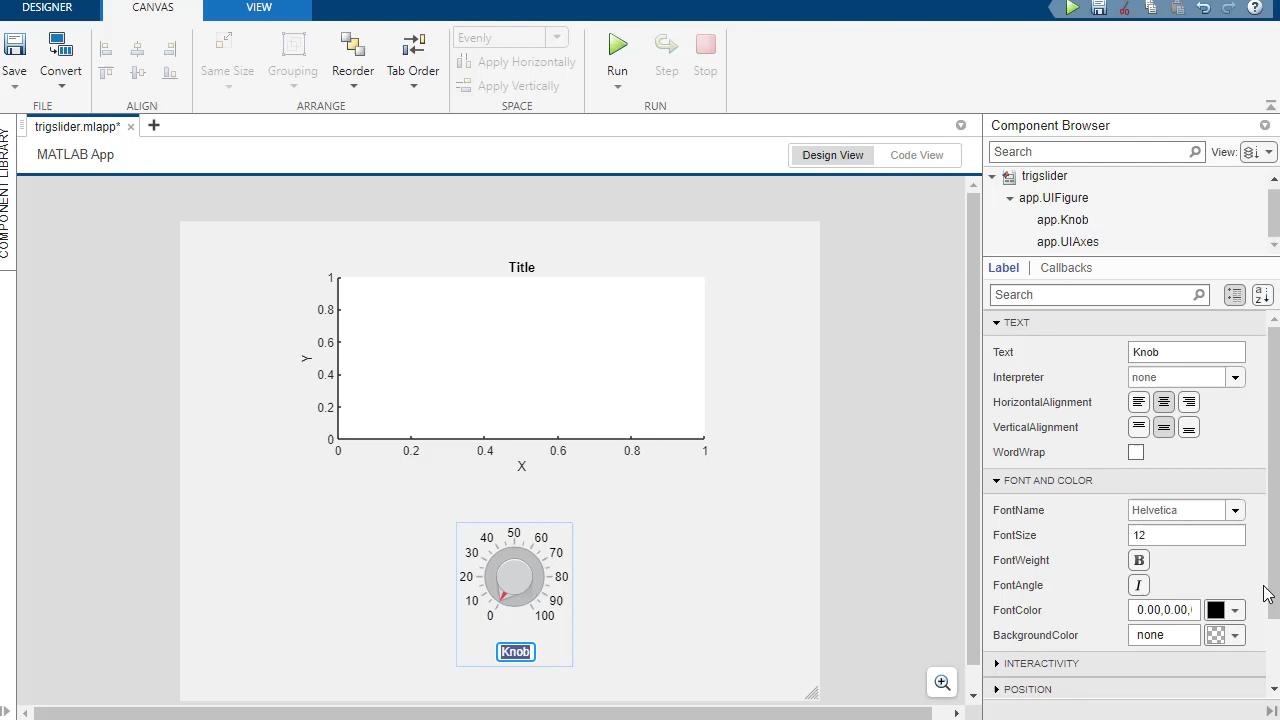 DESIGNER CANVAS VIEW
Save Convert Same Size Grouping Reorder Tab Order Evenly Run Step Stop
Apply Horizontally
Apply Vertically
FILE ALIGN ARRANGE SPACE RUN
COMPONENT LIBRARY
trigslider.mlapp*
MATLAB App
Design View Code View
Title
1
0.8
0.6
0.4
0.2
0
Y
0 0.2 0.4 0.6 0.8 1
X
50
40 60
30 70
20 80
10 90
0 100
Knob
Component Browser
Search View:
trigslider
app.UIFigure
app.Knob
app.UIAxes
Label Callbacks
Search
TEXT
Text Knob
Interpreter none
HorizontalAlignment
VerticalAlignment
WordWrap
FONT AND COLOR
FontName Helvetica
FontSize 12
FontWeight B
FontAngle I
FontColor 0.00,0.00,
BackgroundColor none
INTERACTIVITY
POSITION